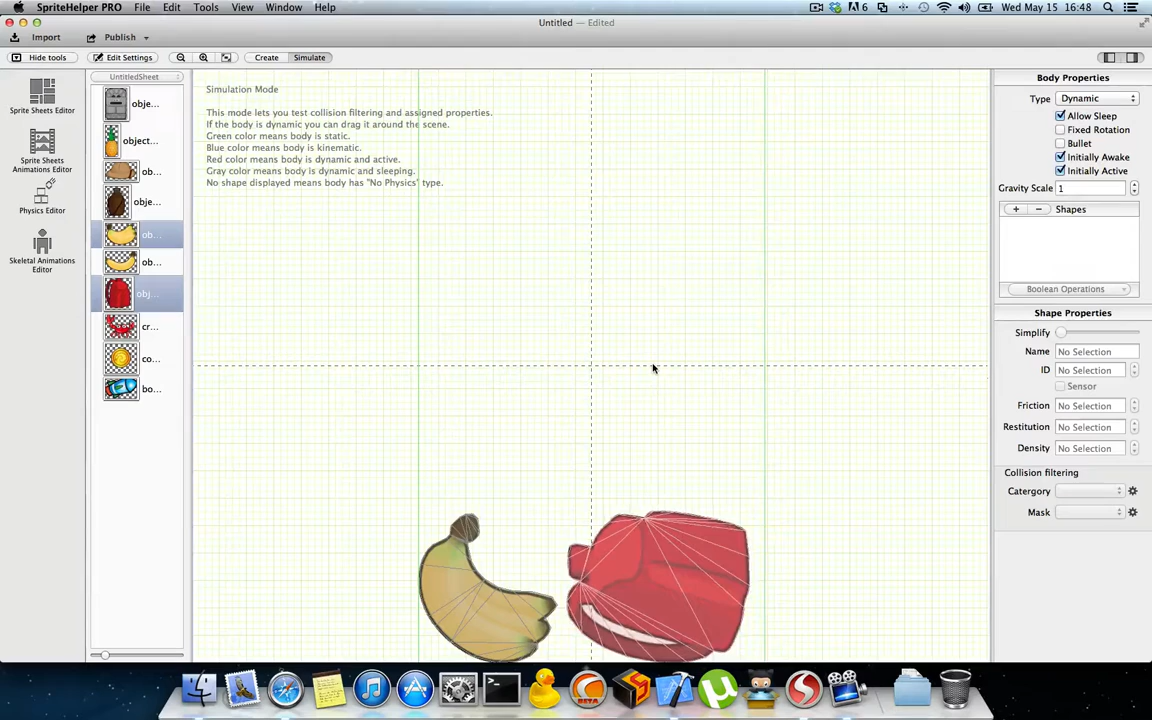 SpriteHelper PRO File Edit Tools View Window Help 6 Wed May 15 16:48
Untitled — Edited
Import Publish
Hide tools Edit Settings Create Simulate
Sprite Sheets Editor
Sprite Sheets
Animations Editor
Physics Editor
Skeletal Animations
Editor
UntitledSheet
obje...
object...
ob...
obje...
ob...
ob...
obj...
cr...
co...
bo...
Simulation Mode
This mode lets you test collision filtering and assigned properties.
If the body is dynamic you can drag it around the scene.
Green color means body is static.
Blue color means body is kinematic.
Red color means body is dynamic and active.
Gray color means body is dynamic and sleeping.
No shape displayed means body has "No Physics" type.
Body Properties
Type Dynamic
Allow Sleep
Fixed Rotation
Bullet
Initially Awake
Initially Active
Gravity Scale 1
+ − Shapes
Boolean Operations
Shape Properties
Simplify
Name No Selection
ID No Selection
Sensor
Friction No Selection
Restitution No Selection
Density No Selection
Collision filtering
Catergory
Mask
BETA